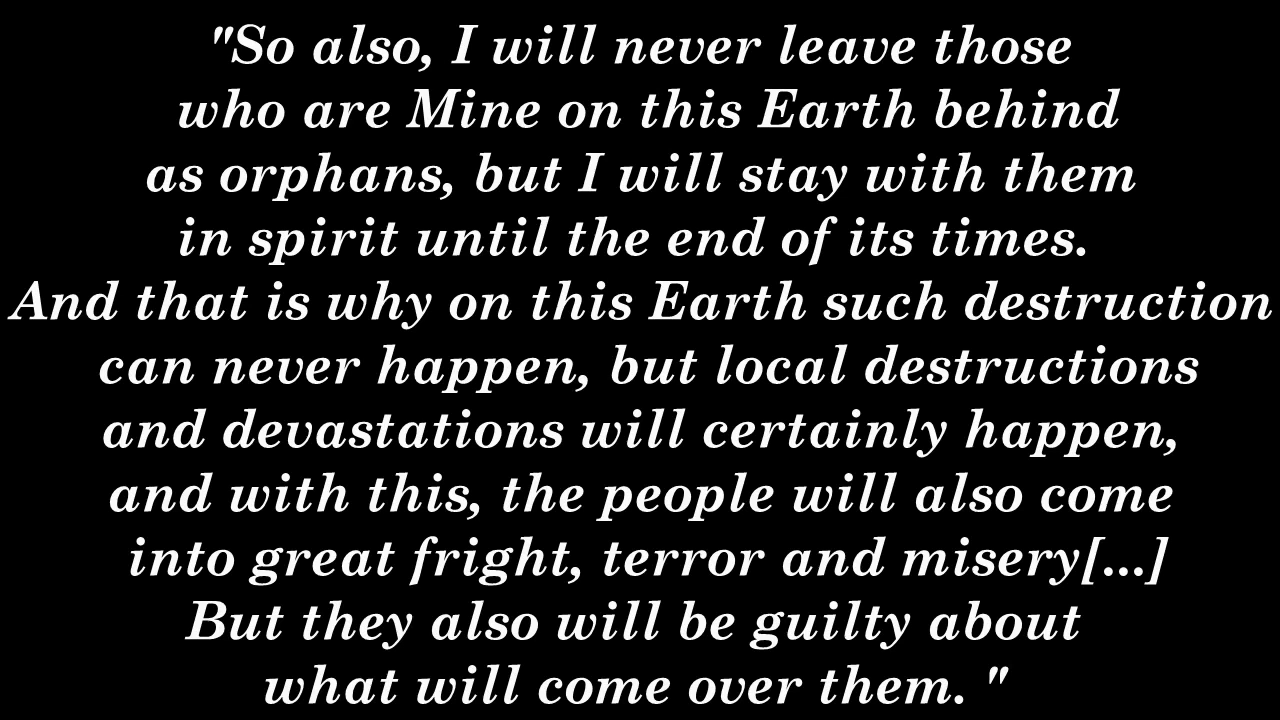 "So also, I will never leave those
who are Mine on this Earth behind
as orphans, but I will stay with them
in spirit until the end of its times.
And that is why on this Earth such destruction
can never happen, but local destructions
and devastations will certainly happen,
and with this, the people will also come
into great fright, terror and misery[...]
But they also will be guilty about
what will come over them. "